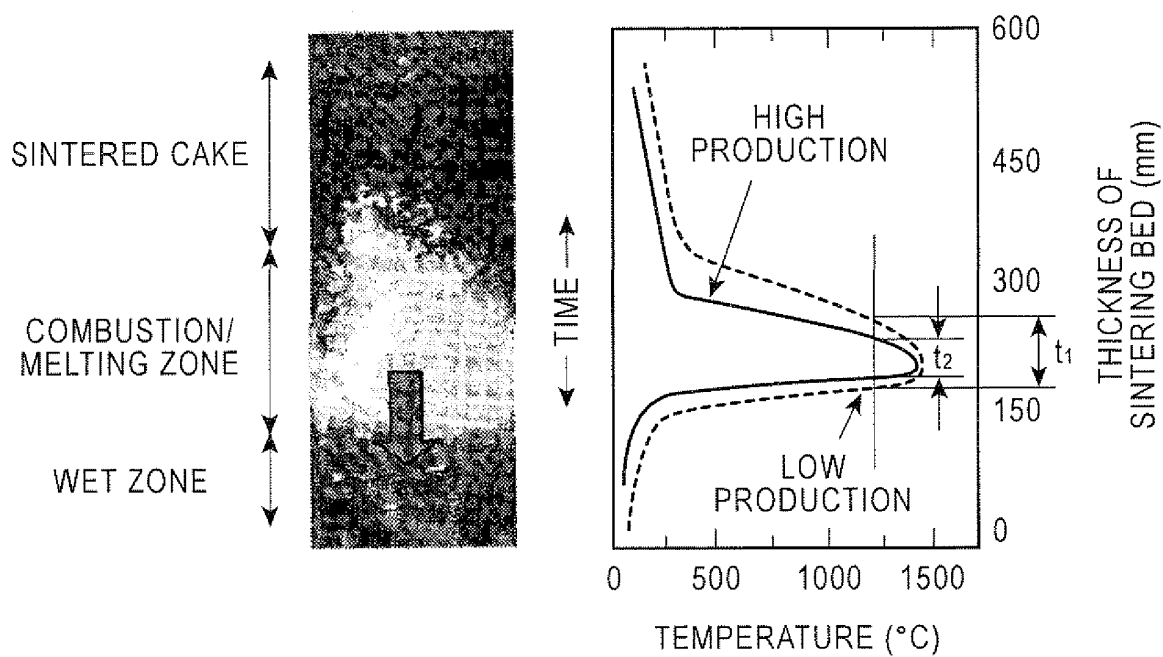 SINTERED CAKE
COMBUSTION/
MELTING ZONE
WET ZONE
TIME
HIGH
PRODUCTION
LOW
PRODUCTION
t2
t1
600
450
300
150
0
THICKNESS OF
SINTERING BED (mm)
0
500
1000
1500
TEMPERATURE (°C)